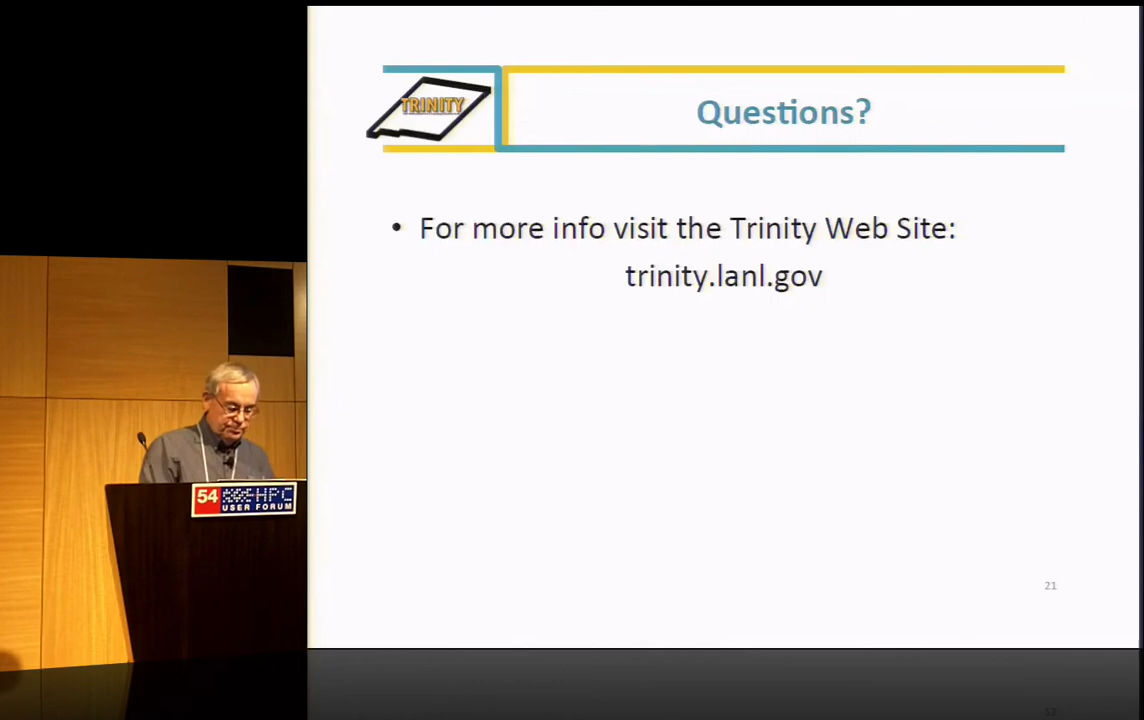 TRINITY
Questions?
• For more info visit the Trinity Web Site:
trinity.lanl.gov
21
54 HPC
USER FORUM